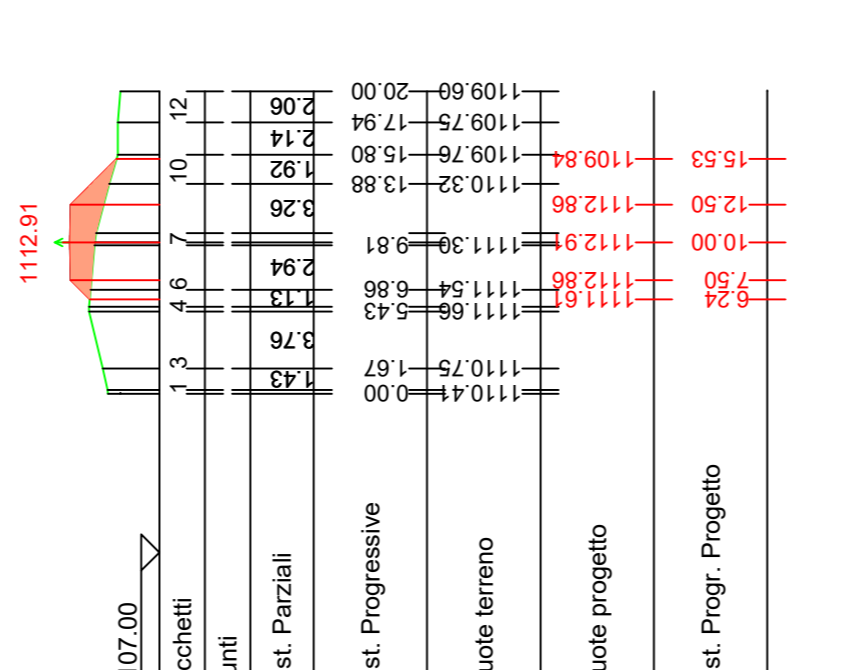 1112.91
107.00
cchetti 1 3 4 6 7 10 12
unti
st. Parziali 1.43 3.76 1.13 2.94 3.26 1.92 2.14 2.06
st. Progressive 0.00 1.67 5.43 6.86 9.81 13.88 15.80 17.94 20.00
uote terreno 1110.41 1110.75 1111.66 1111.54 1111.30 1110.32 1109.76 1109.75 1109.60
uote progetto 1111.61 1112.86 1112.91 1112.86 1109.84
st. Progr. Progetto 6.24 7.50 10.00 12.50 15.53